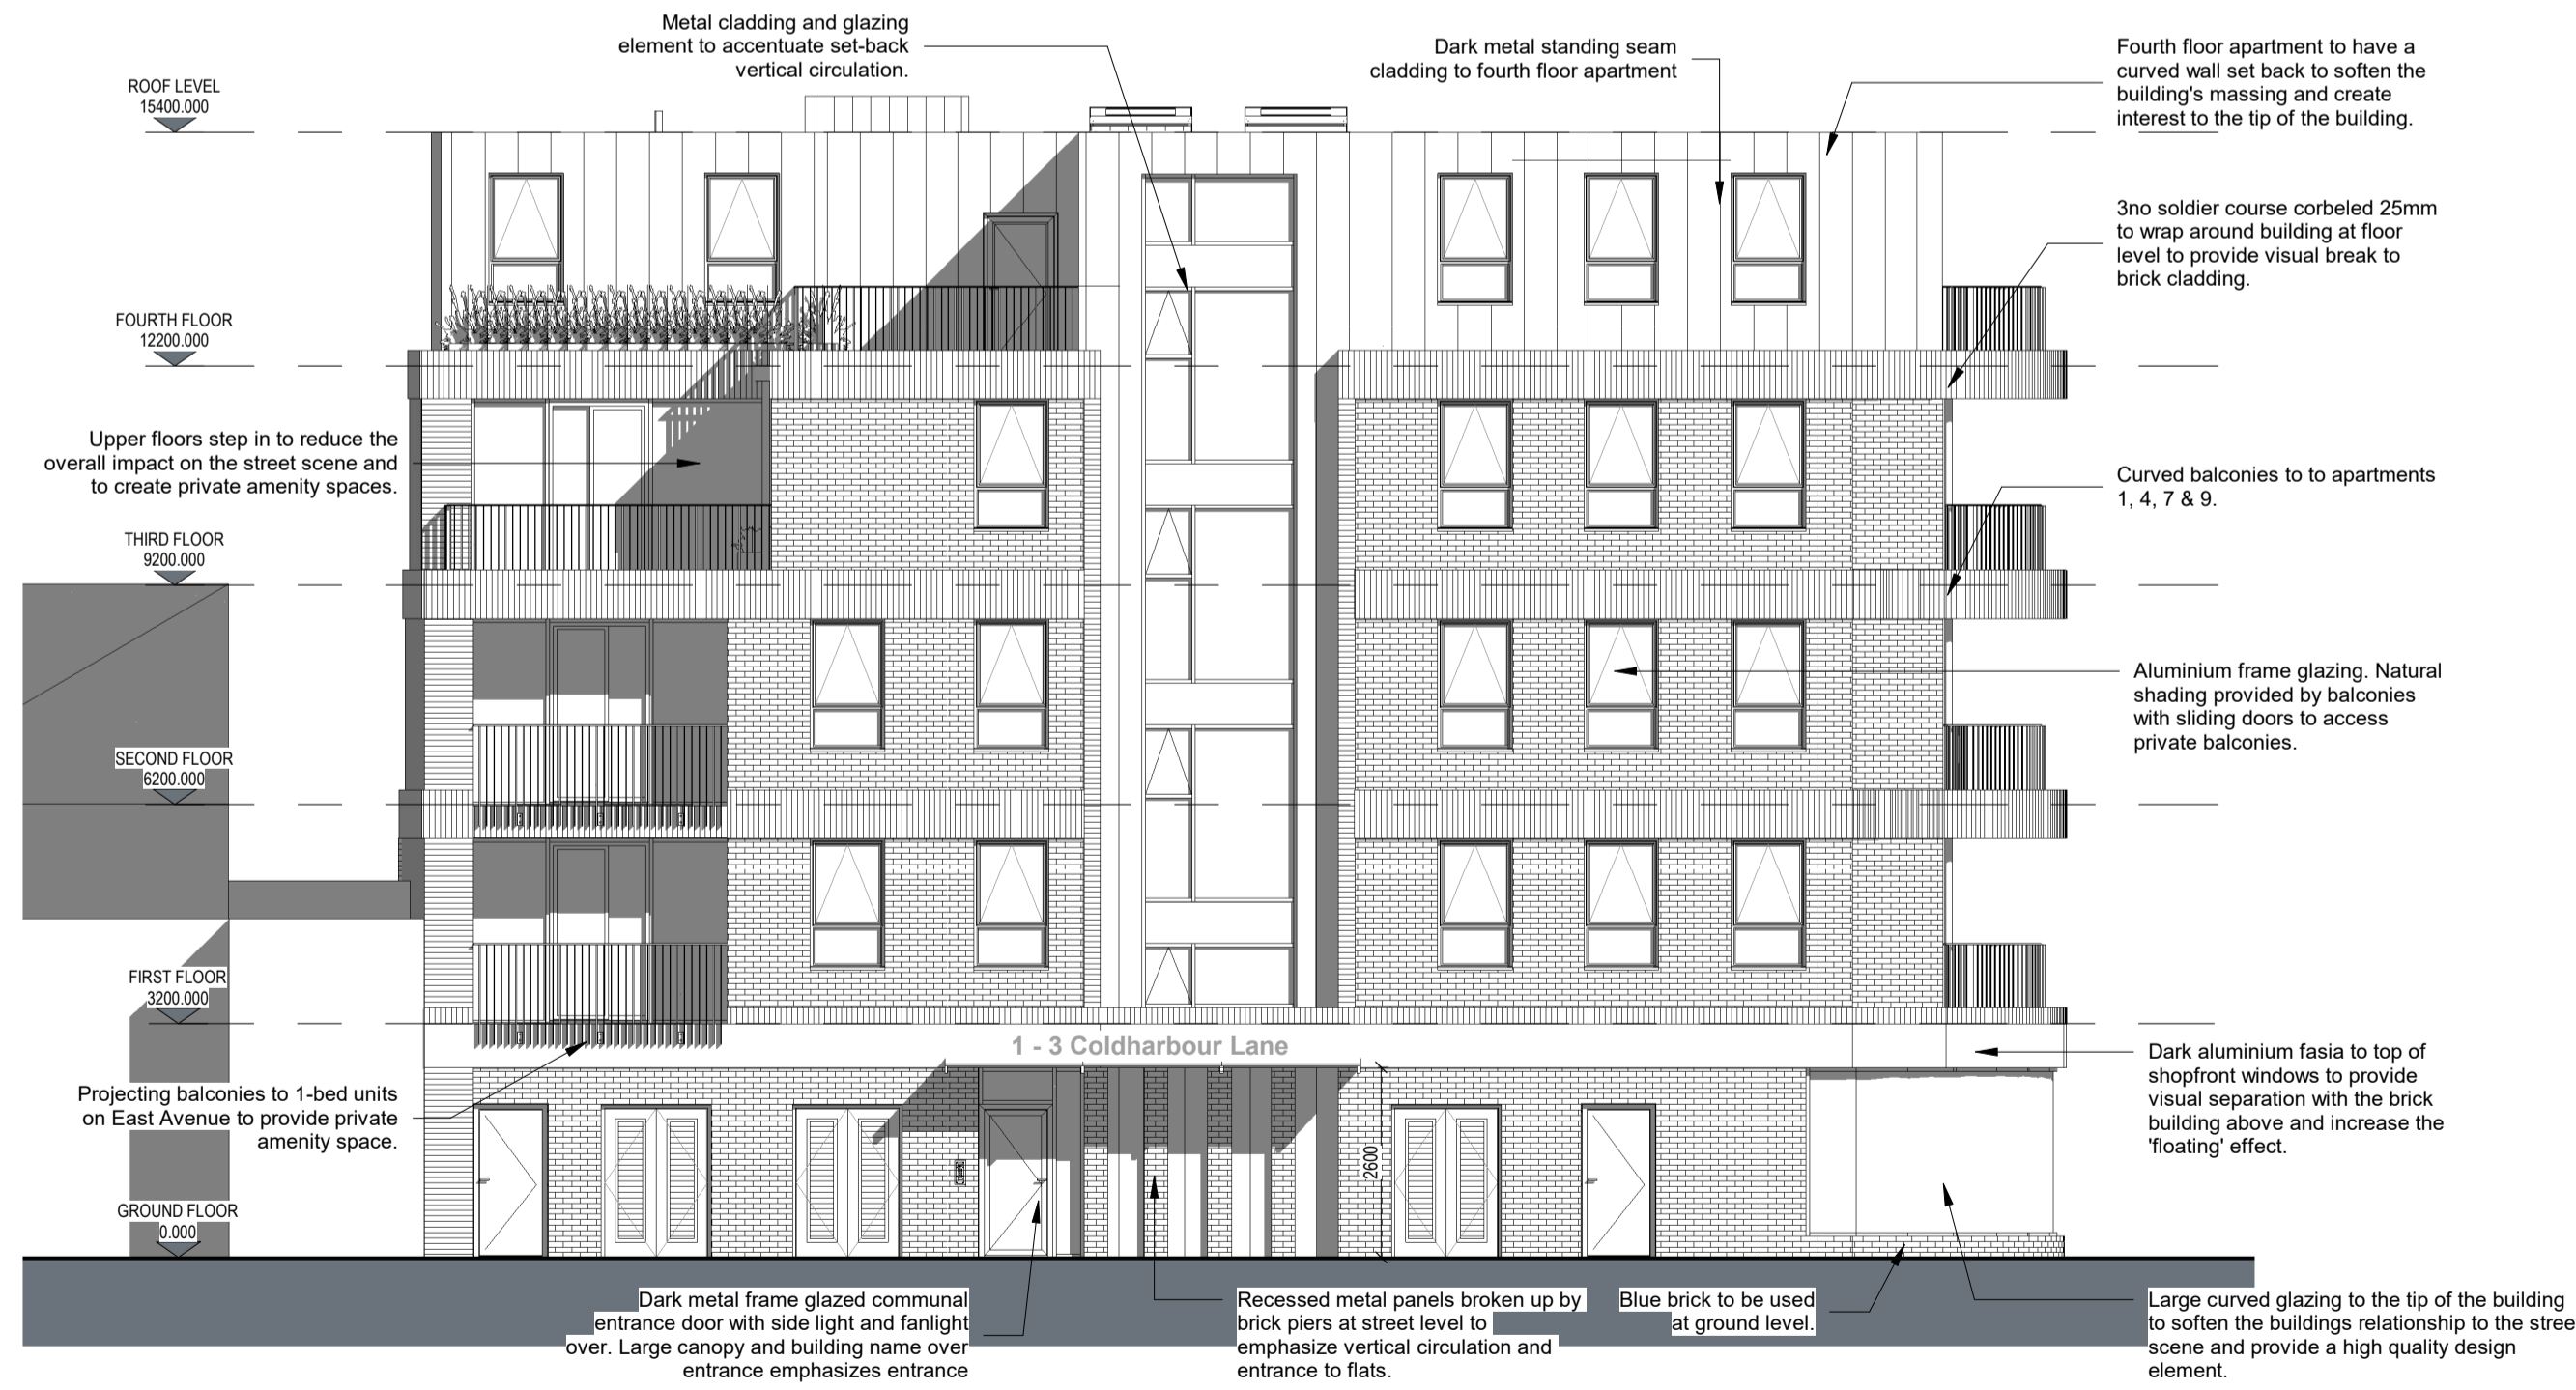 Metal cladding and glazing
element to accentuate set-back
vertical circulation.
Dark metal standing seam
cladding to fourth floor apartment
Fourth floor apartment to have a
curved wall set back to soften the
building's massing and create
interest to the tip of the building.
ROOF LEVEL
15400.000
3no soldier course corbeled 25mm
to wrap around building at floor
level to provide visual break to
brick cladding.
FOURTH FLOOR
12200.000
Upper floors step in to reduce the
overall impact on the street scene and
to create private amenity spaces.
Curved balconies to to apartments
1, 4, 7 & 9.
THIRD FLOOR
9200.000
Aluminium frame glazing. Natural
shading provided by balconies
with sliding doors to access
private balconies.
SECOND FLOOR
6200.000
FIRST FLOOR
3200.000
1 - 3 Coldharbour Lane
Dark aluminium fasia to top of
shopfront windows to provide
visual separation with the brick
building above and increase the
'floating' effect.
Projecting balconies to 1-bed units
on East Avenue to provide private
amenity space.
2600
GROUND FLOOR
0.000
Dark metal frame glazed communal
entrance door with side light and fanlight
over. Large canopy and building name over
entrance emphasizes entrance
Recessed metal panels broken up by
brick piers at street level to
emphasize vertical circulation and
entrance to flats.
Blue brick to be used
at ground level.
Large curved glazing to the tip of the building
to soften the buildings relationship to the stree
scene and provide a high quality design
element.